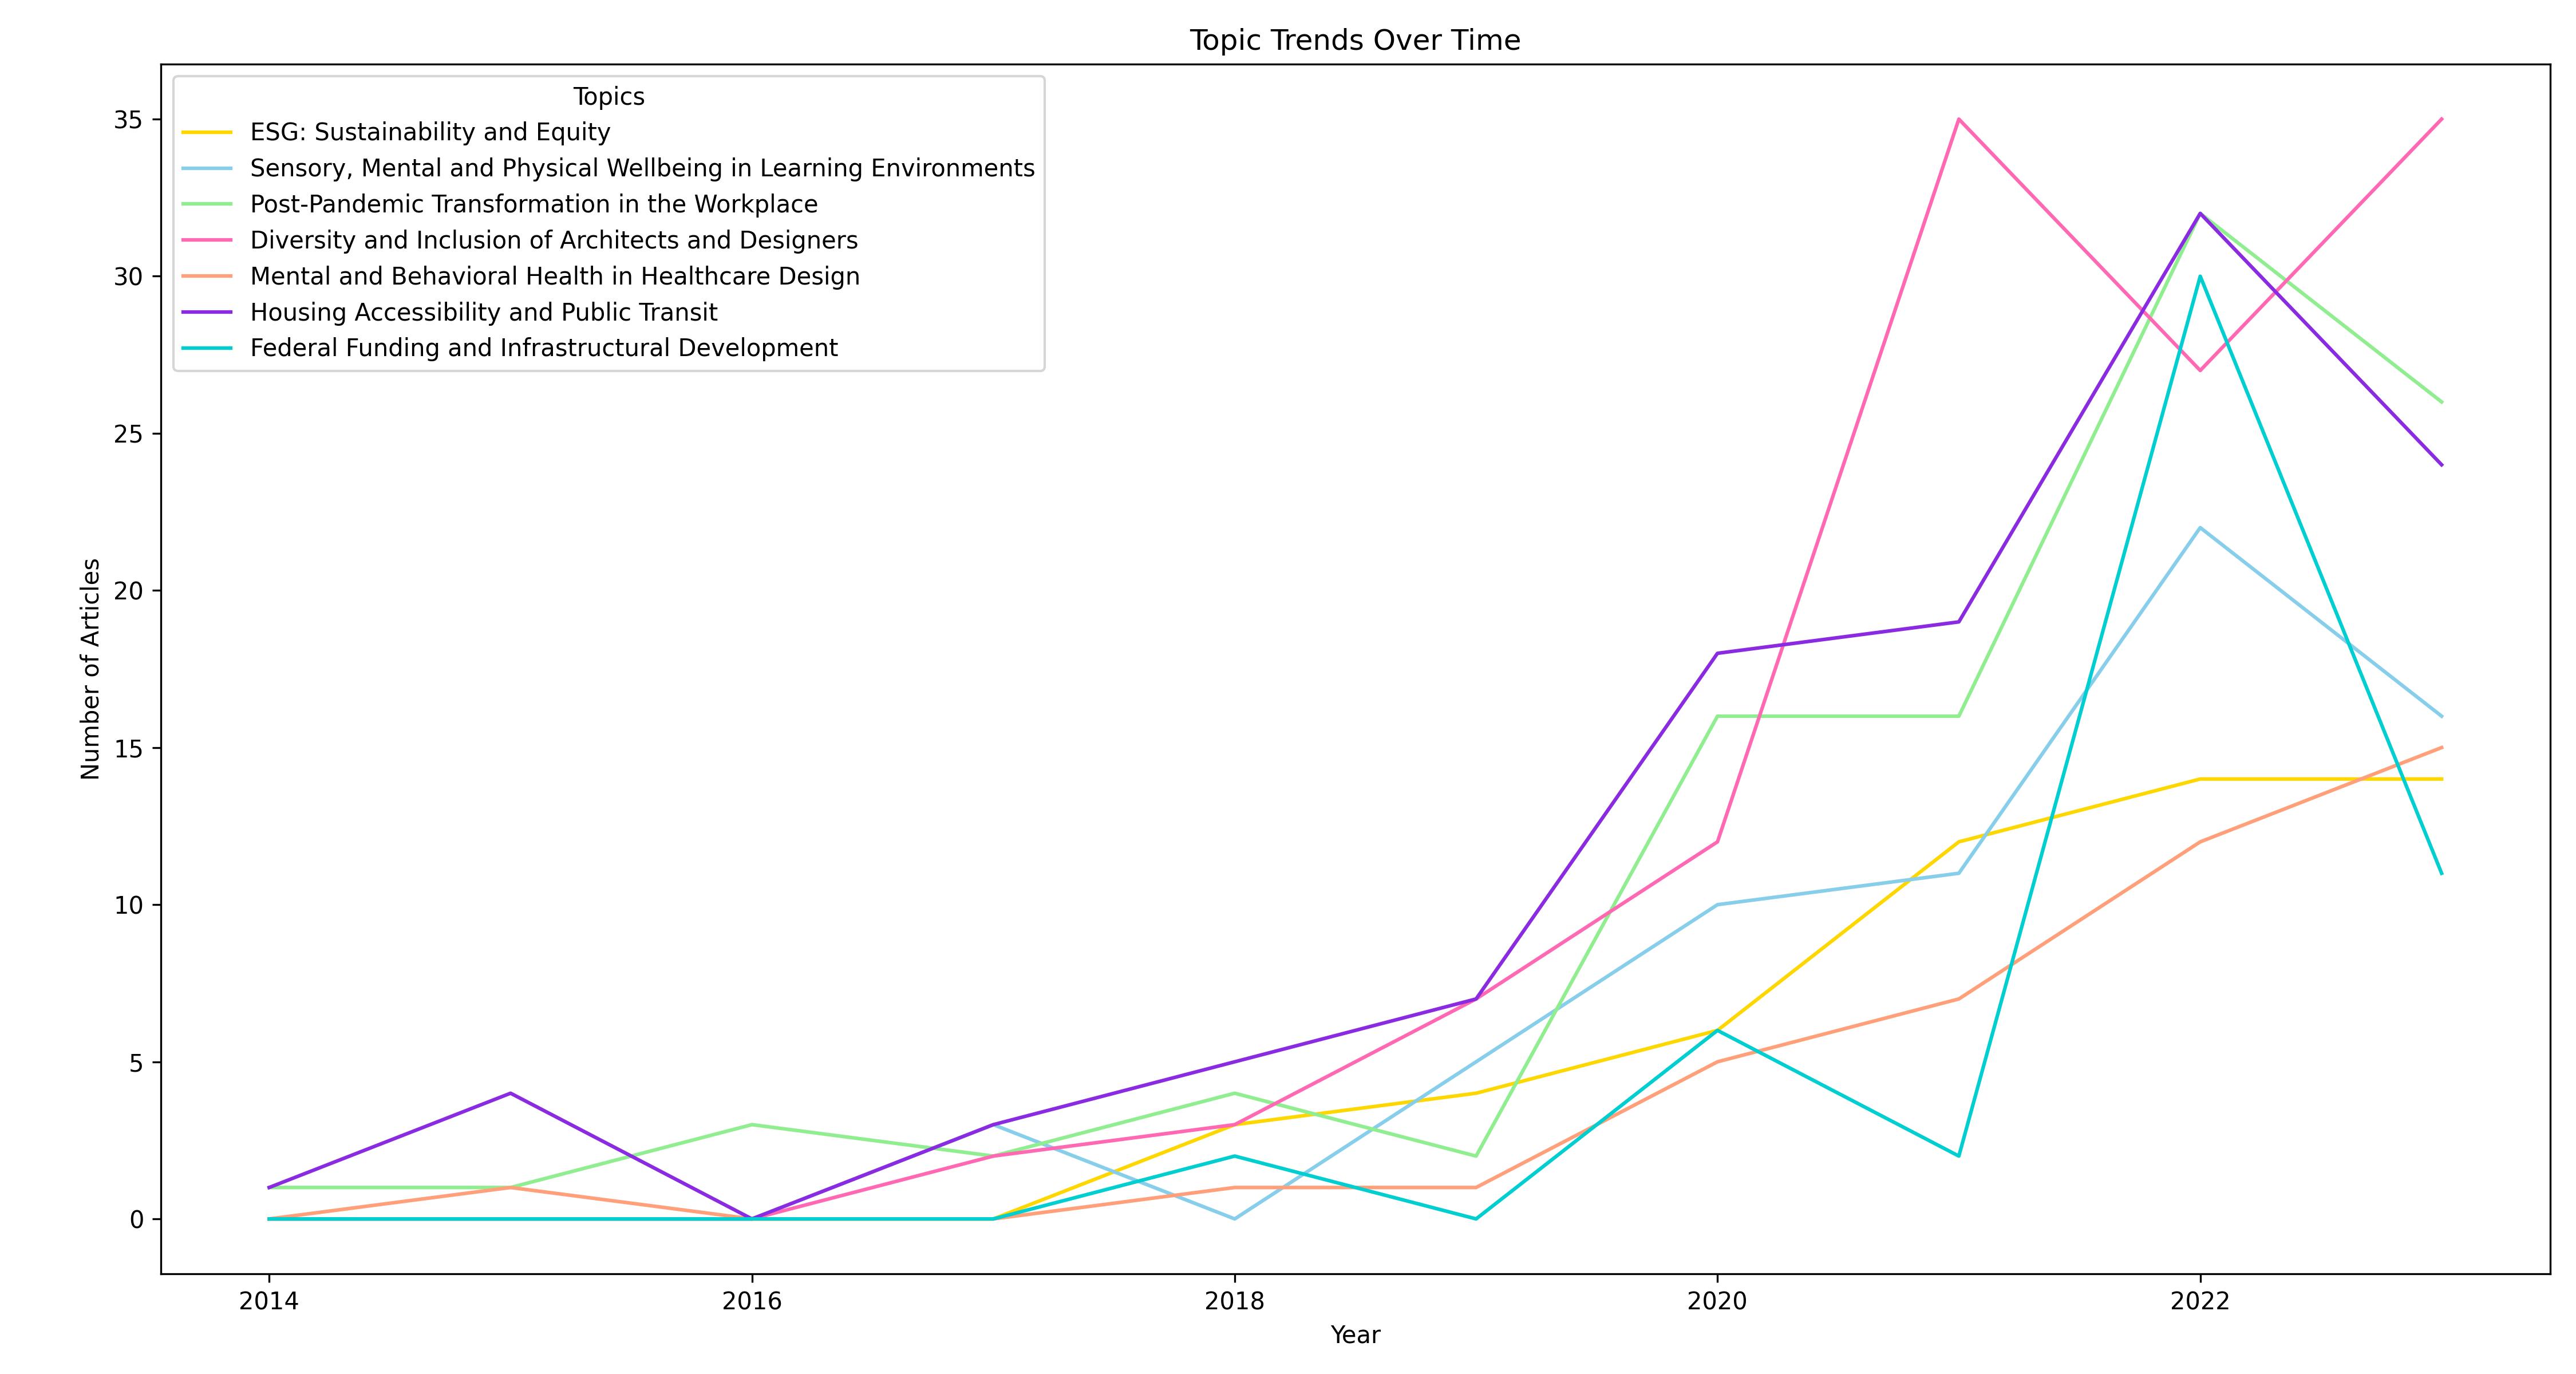 Topic Trends Over Time
Topics
ESG: Sustainability and Equity
Sensory, Mental and Physical Wellbeing in Learning Environments
Post-Pandemic Transformation in the Workplace
Diversity and Inclusion of Architects and Designers
Mental and Behavioral Health in Healthcare Design
Housing Accessibility and Public Transit
Federal Funding and Infrastructural Development
35
30
25
20
15
10
5
0
Number of Articles
2014 2016 2018 2020 2022
Year